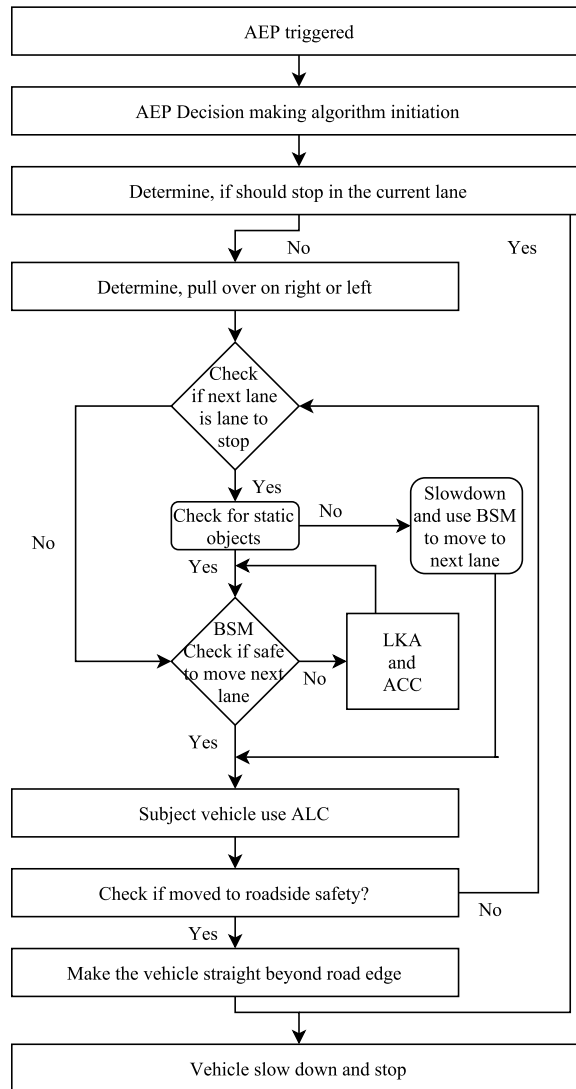 AEP triggered
AEP Decision making algorithm initiation
Determine, if should stop in the current lane
No
Yes
Determine, pull over on right or left
Check
if next lane
is lane to
stop
Yes
No
Check for static
objects
No
Slowdown
and use BSM
to move to
next lane
Yes
BSM
Check if safe
to move next
lane
No
LKA
and
ACC
Yes
Subject vehicle use ALC
Check if moved to roadside safety?
No
Yes
Make the vehicle straight beyond road edge
Vehicle slow down and stop